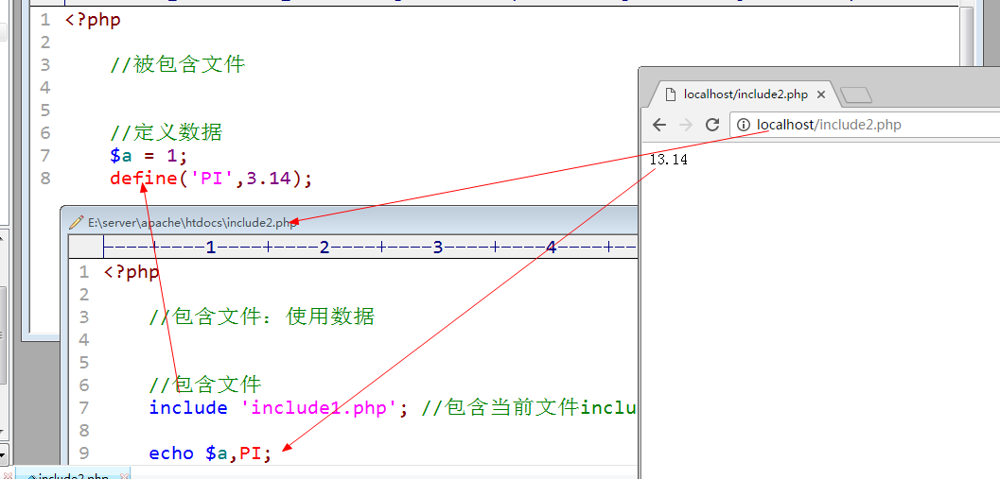 1 <?php
2
3 //被包含文件
4
5
6 //定义数据
7 $a = 1;
8 define('PI',3.14);
E:\server\apache\htdocs\include2.php
----+----1----+----2----+----3----+----4----+--
1 <?php
2
3 //包含文件：使用数据
4
5
6 //包含文件
7 include 'include1.php'; //包含当前文件inclu
8
9 echo $a,PI;
include2.php
localhost/include2.php
localhost/include2.php
13.14